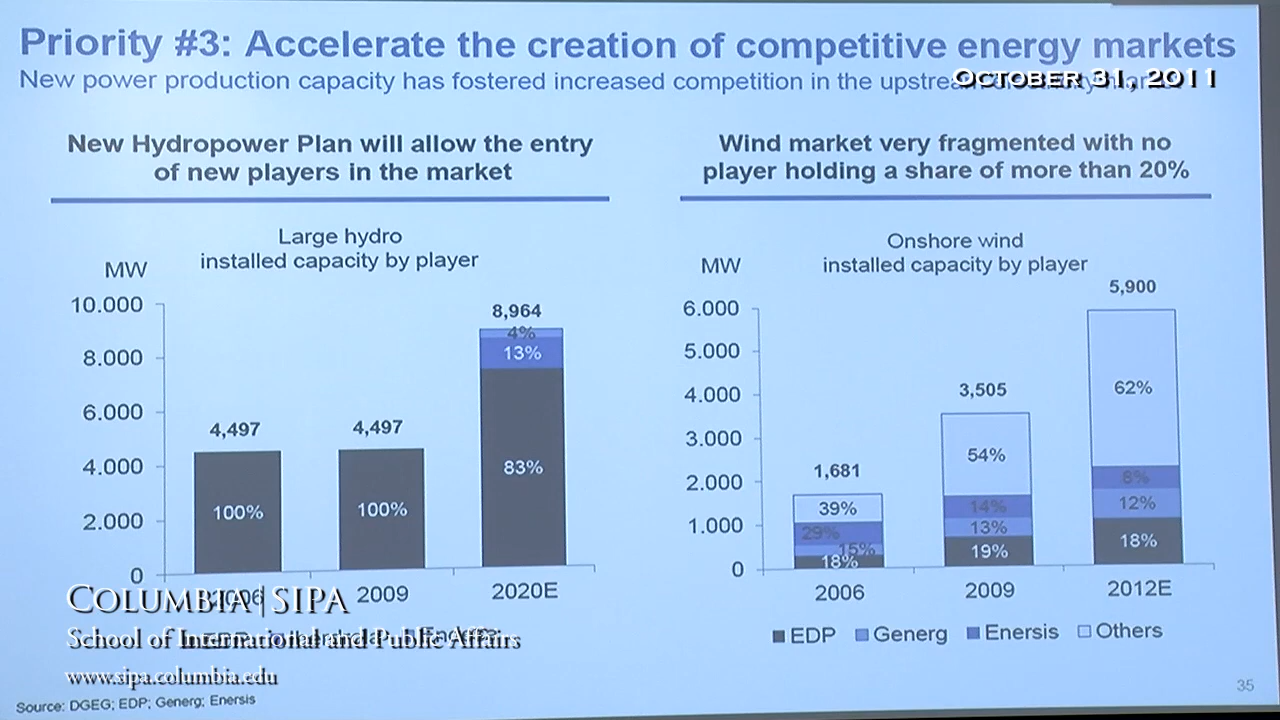 Priority #3: Accelerate the creation of competitive energy markets
New power production capacity has fostered increased competition in the
OCTOBER 31, 2011
New Hydropower Plan will allow the entry
of new players in the market
Wind market very fragmented with no
player holding a share of more than 20%
Large hydro
installed capacity by player
MW
10.000
8.000
6.000
4.000
2.000
0
4,497
100%
4,497
100%
8,964
4%
13%
83%
2006
2009
2020E
Onshore wind
installed capacity by player
MW
6.000
5.000
4.000
3.000
2.000
1.000
0
1,681
39%
29%
15%
18%
3,505
54%
14%
13%
19%
5,900
62%
8%
12%
18%
2006
2009
2012E
EDP
Generg
Enersis
Others
COLUMBIA|SIPA
School of International and Public Affairs
www.sipa.columbia.edu
Source: DGEG; EDP; Generg; Enersis
35